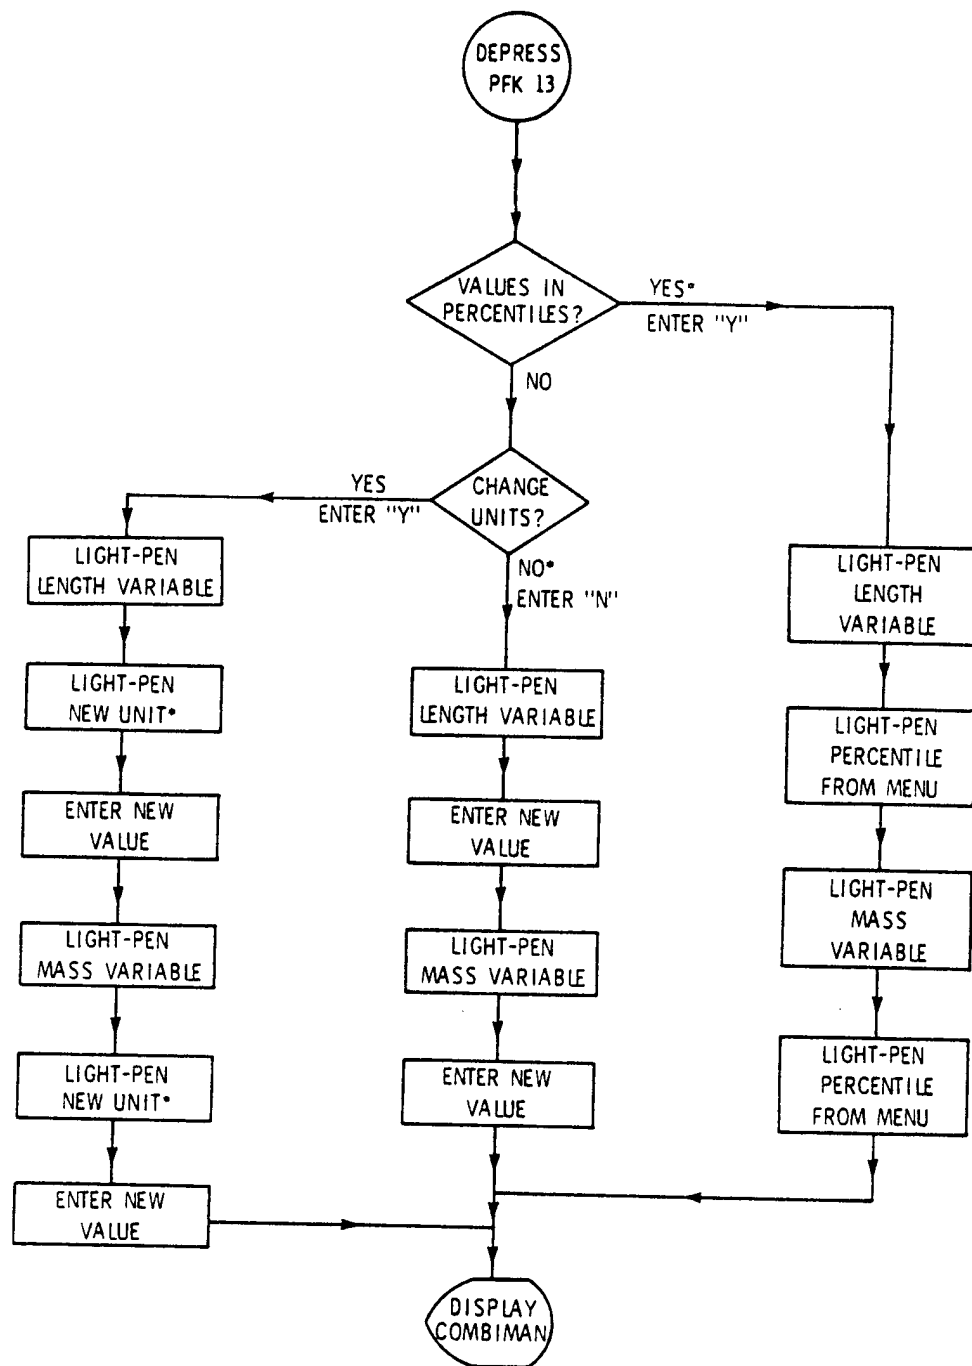 DEPRESS
PFK 13
VALUES IN
PERCENTILES?
YES*
ENTER "Y"
NO
CHANGE
UNITS?
YES
ENTER "Y"
NO*
ENTER "N"
LIGHT-PEN
LENGTH VARIABLE
LIGHT-PEN
NEW UNIT*
ENTER NEW
VALUE
LIGHT-PEN
MASS VARIABLE
LIGHT-PEN
NEW UNIT*
ENTER NEW
VALUE
LIGHT-PEN
LENGTH VARIABLE
ENTER NEW
VALUE
LIGHT-PEN
MASS VARIABLE
ENTER NEW
VALUE
LIGHT-PEN
LENGTH
VARIABLE
LIGHT-PEN
PERCENTILE
FROM MENU
LIGHT-PEN
MASS
VARIABLE
LIGHT-PEN
PERCENTILE
FROM MENU
DISPLAY
COMBIMAN